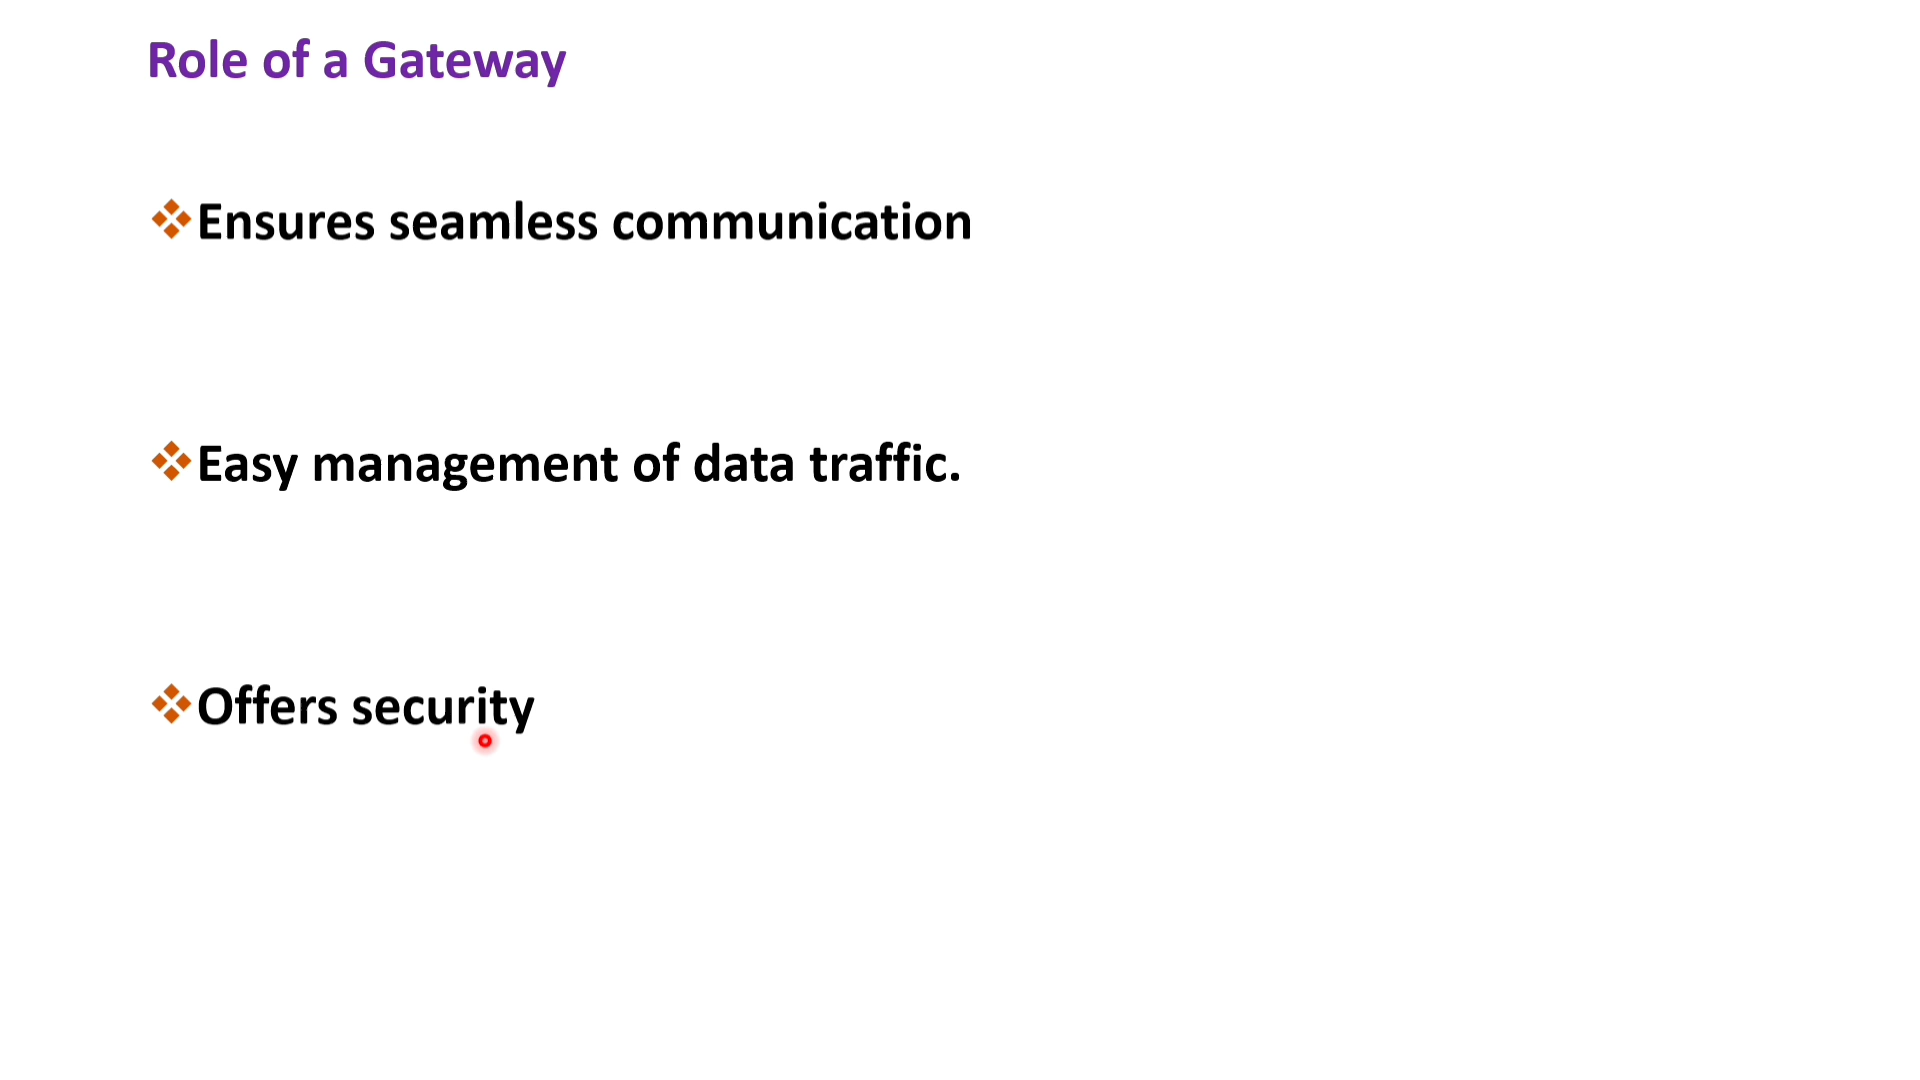 Role of a Gateway
Ensures seamless communication
Easy management of data traffic.
Offers security